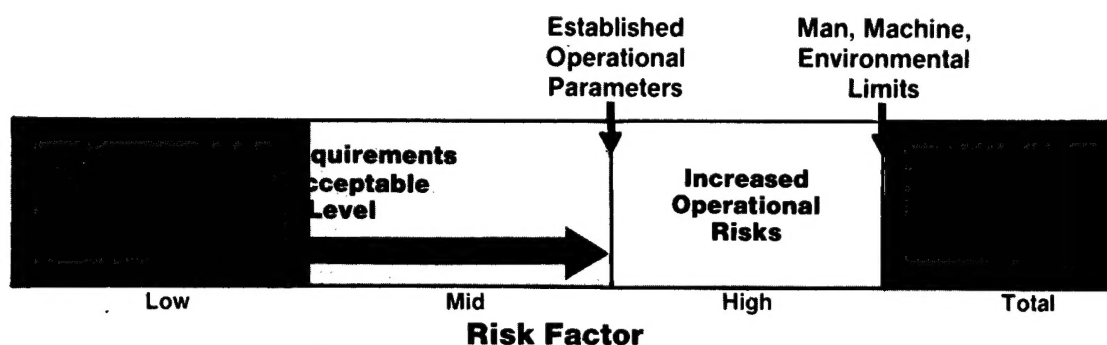 Established
Operational
Parameters
Man, Machine,
Environmental
Limits
quirements
cceptable
Level
Increased
Operational
Risks
Low
Mid
High
Total
Risk Factor